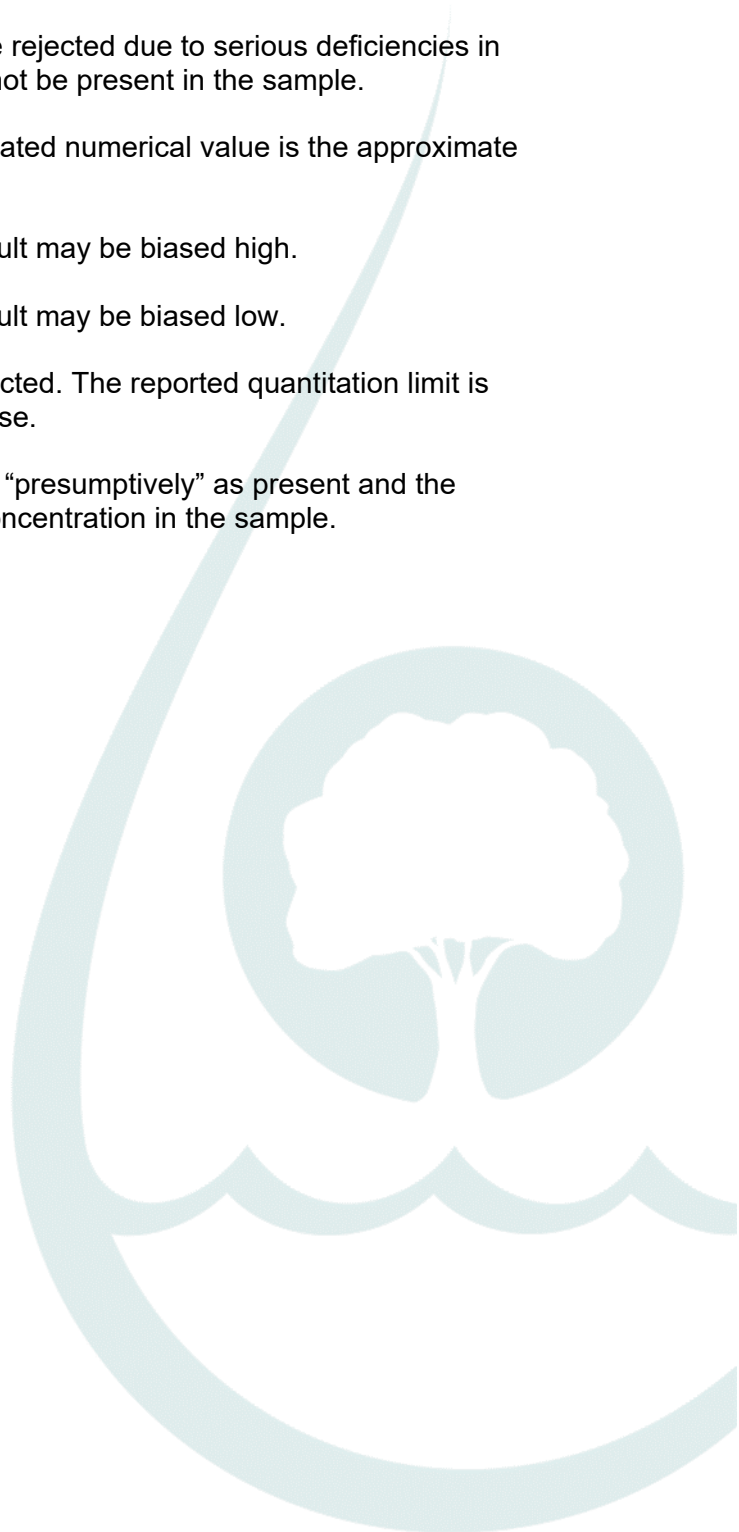 rejected due to serious deficiencies in
not be present in the sample.
ated numerical value is the approximate
ult may be biased high.
ult may be biased low.
cted. The reported quantitation limit is
se.
“presumptively” as present and the
ncentration in the sample.